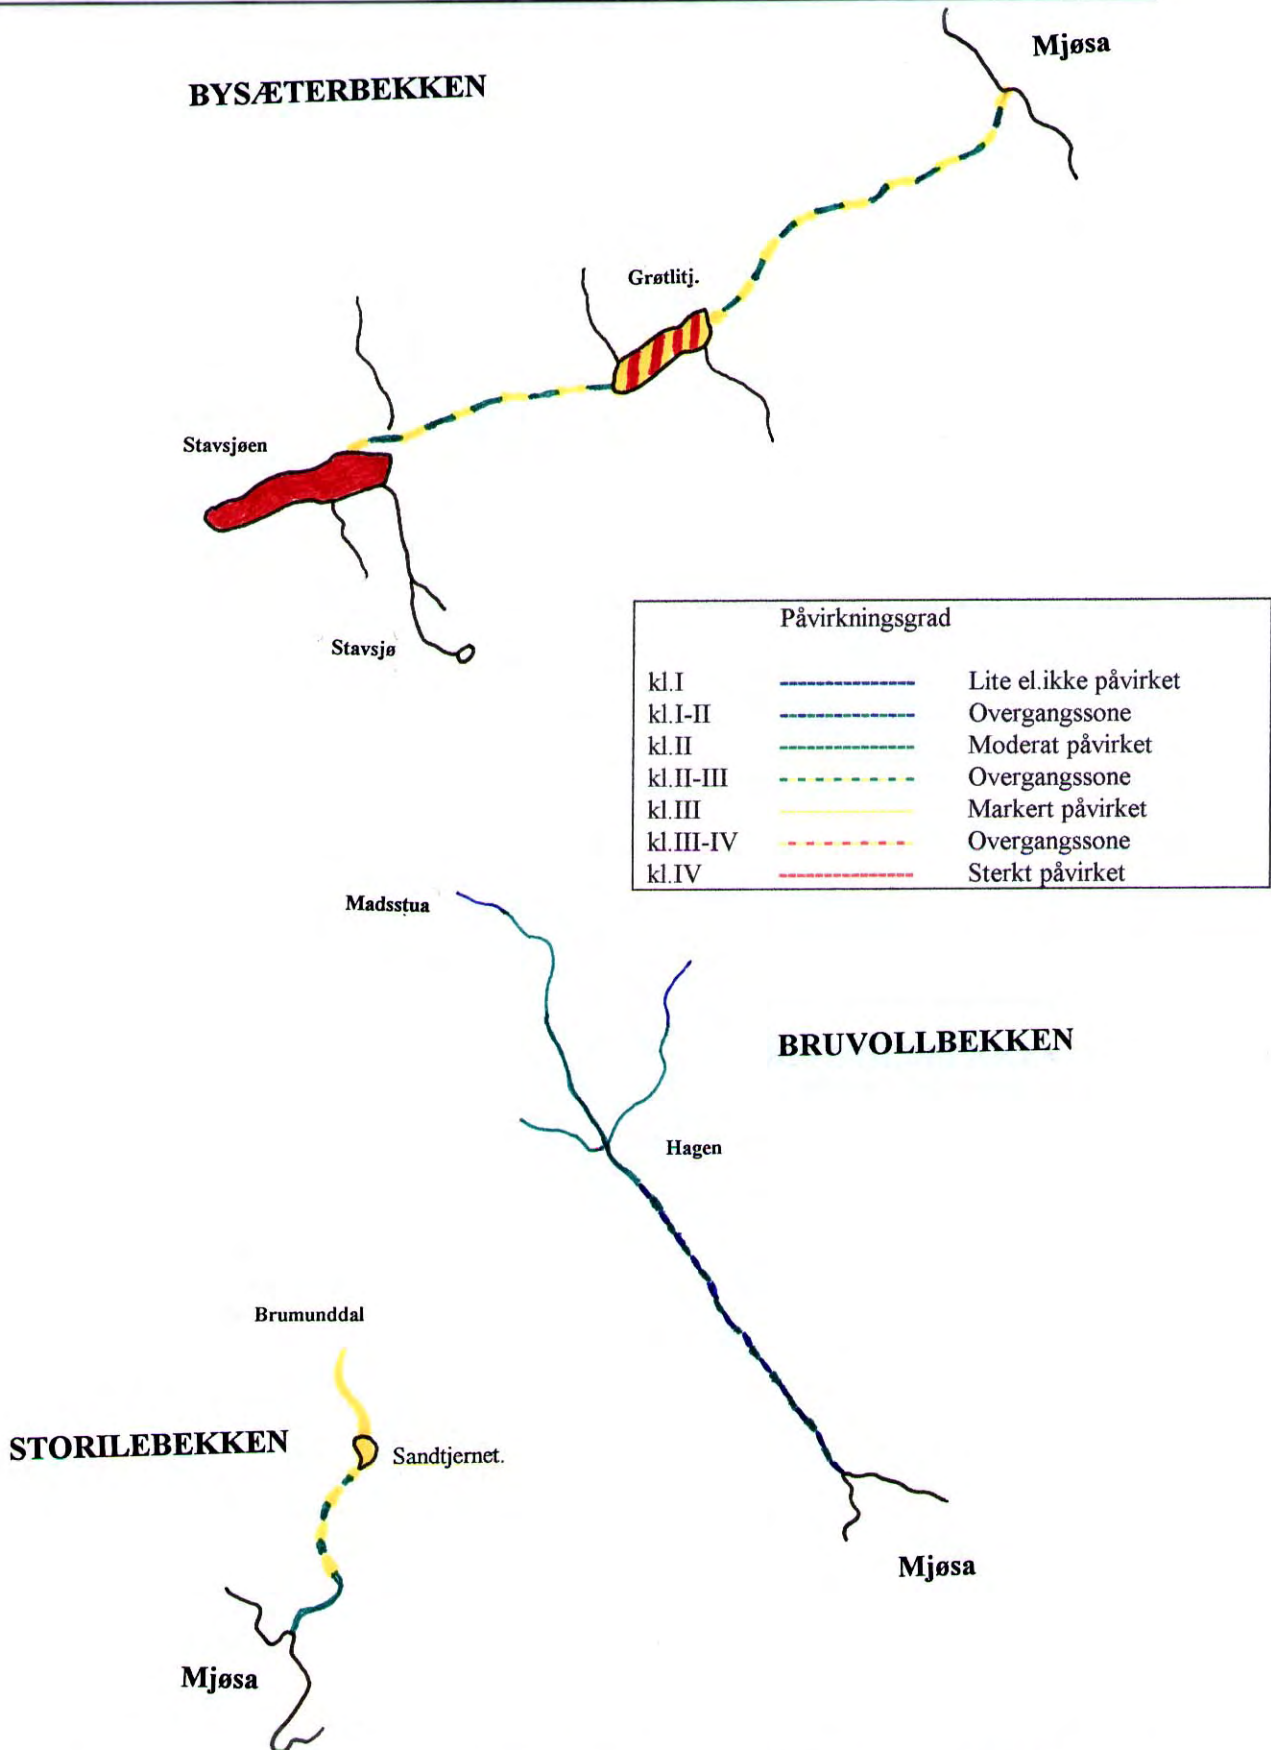 Mjøsa
BYSÆTERBEKKEN
Grøtlitj.
Stavsjøen
Stavsjø
Påvirkningsgrad
kl.I Lite el.ikke påvirket
kl.I-II Overgangssone
kl.II Moderat påvirket
kl.II-III Overgangssone
kl.III Markert påvirket
kl.III-IV Overgangssone
kl.IV Sterkt påvirket
Madsstua
BRUVOLLBEKKEN
Hagen
Brumunddal
STORILEBEKKEN
Sandtjernet.
Mjøsa
Mjøsa